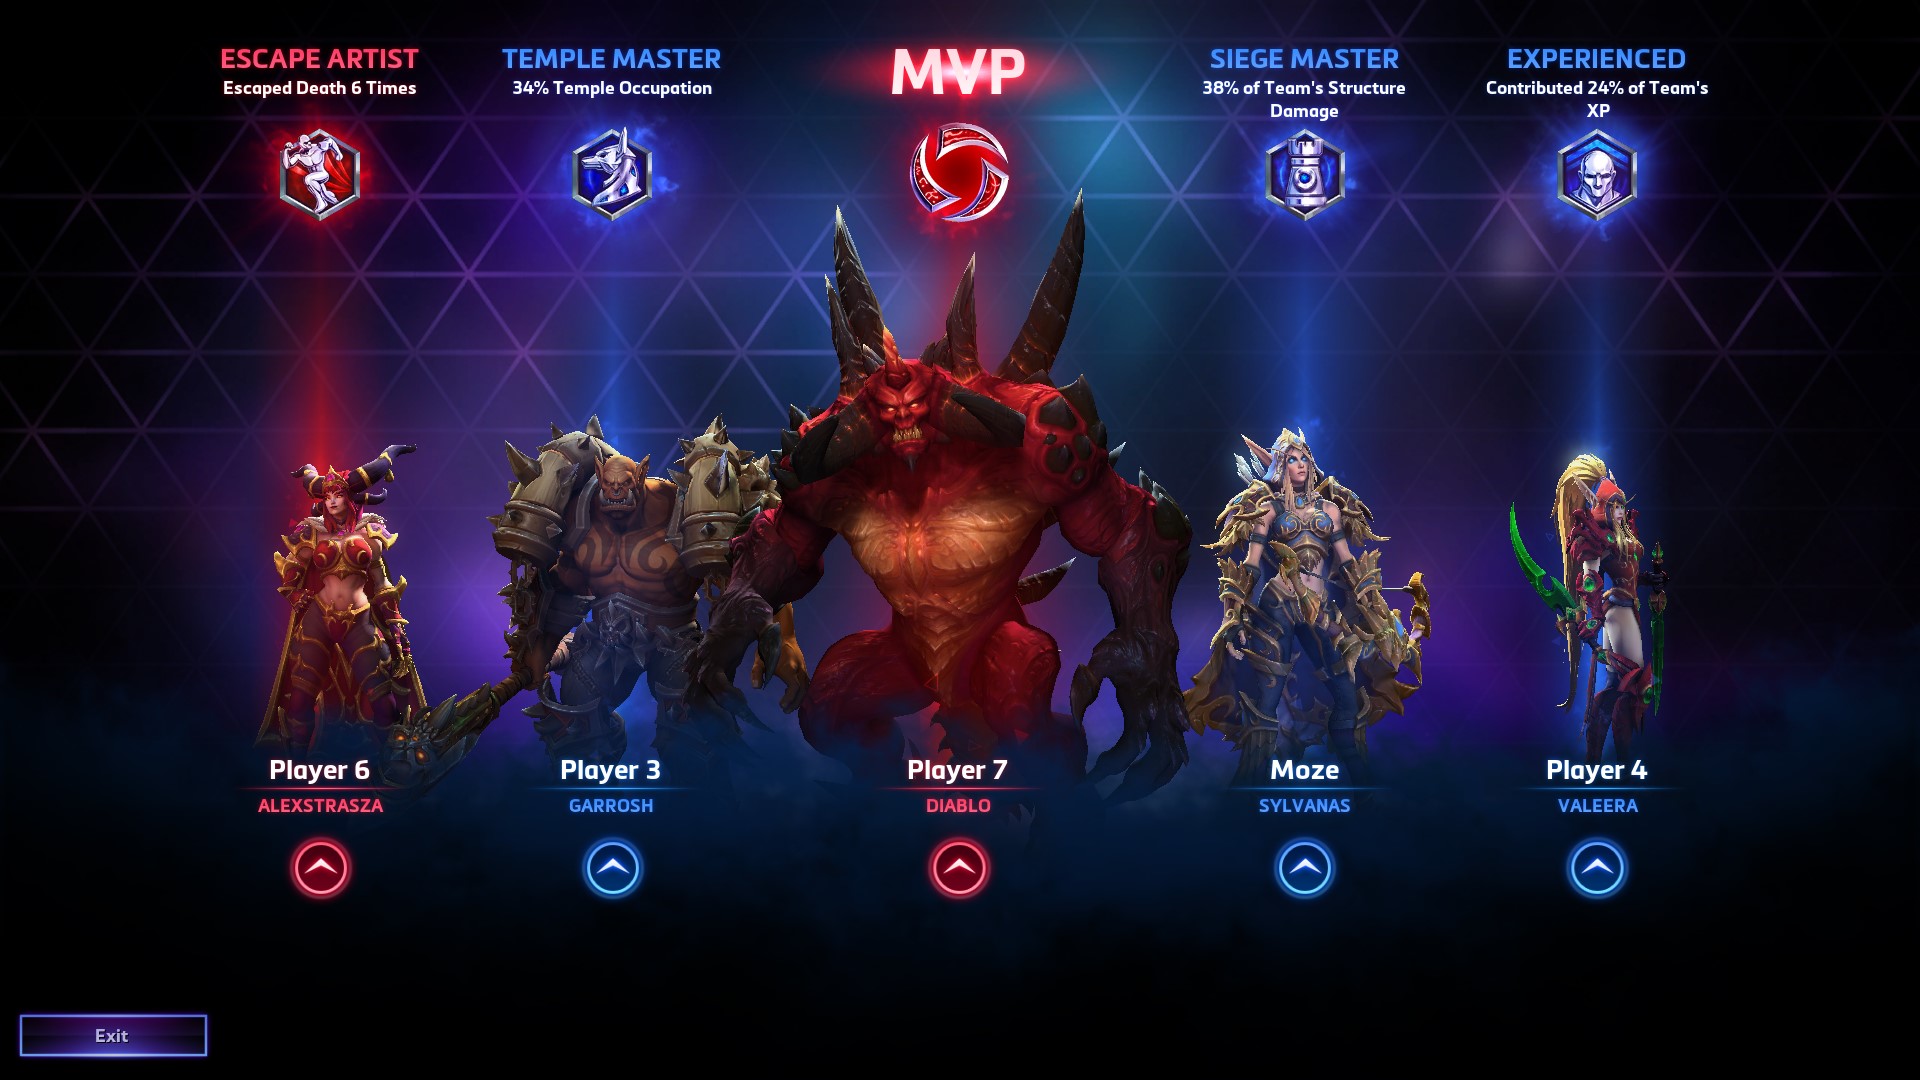 ESCAPE ARTIST
Escaped Death 6 Times
TEMPLE MASTER
34% Temple Occupation
MVP
SIEGE MASTER
38% of Team's Structure
Damage
EXPERIENCED
Contributed 24% of Team's
XP
Player 6
ALEXSTRASZA
Player 3
GARROSH
Player 7
DIABLO
Moze
SYLVANAS
Player 4
VALEERA
Exit